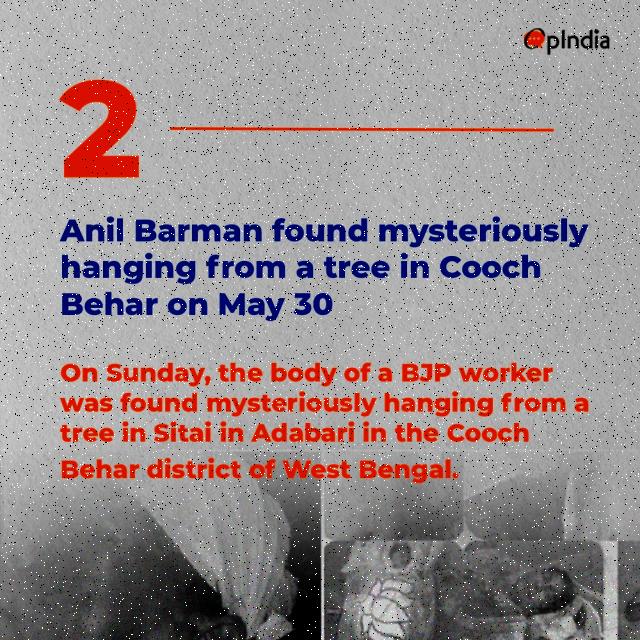 OpIndia
2
Anil Barman found mysteriously
hanging from a tree in Cooch
Behar on May 30
On Sunday, the body of a BJP worker
was found mysteriously hanging from a
tree in Sitai in Adabari in the Cooch
Behar district of West Bengal.